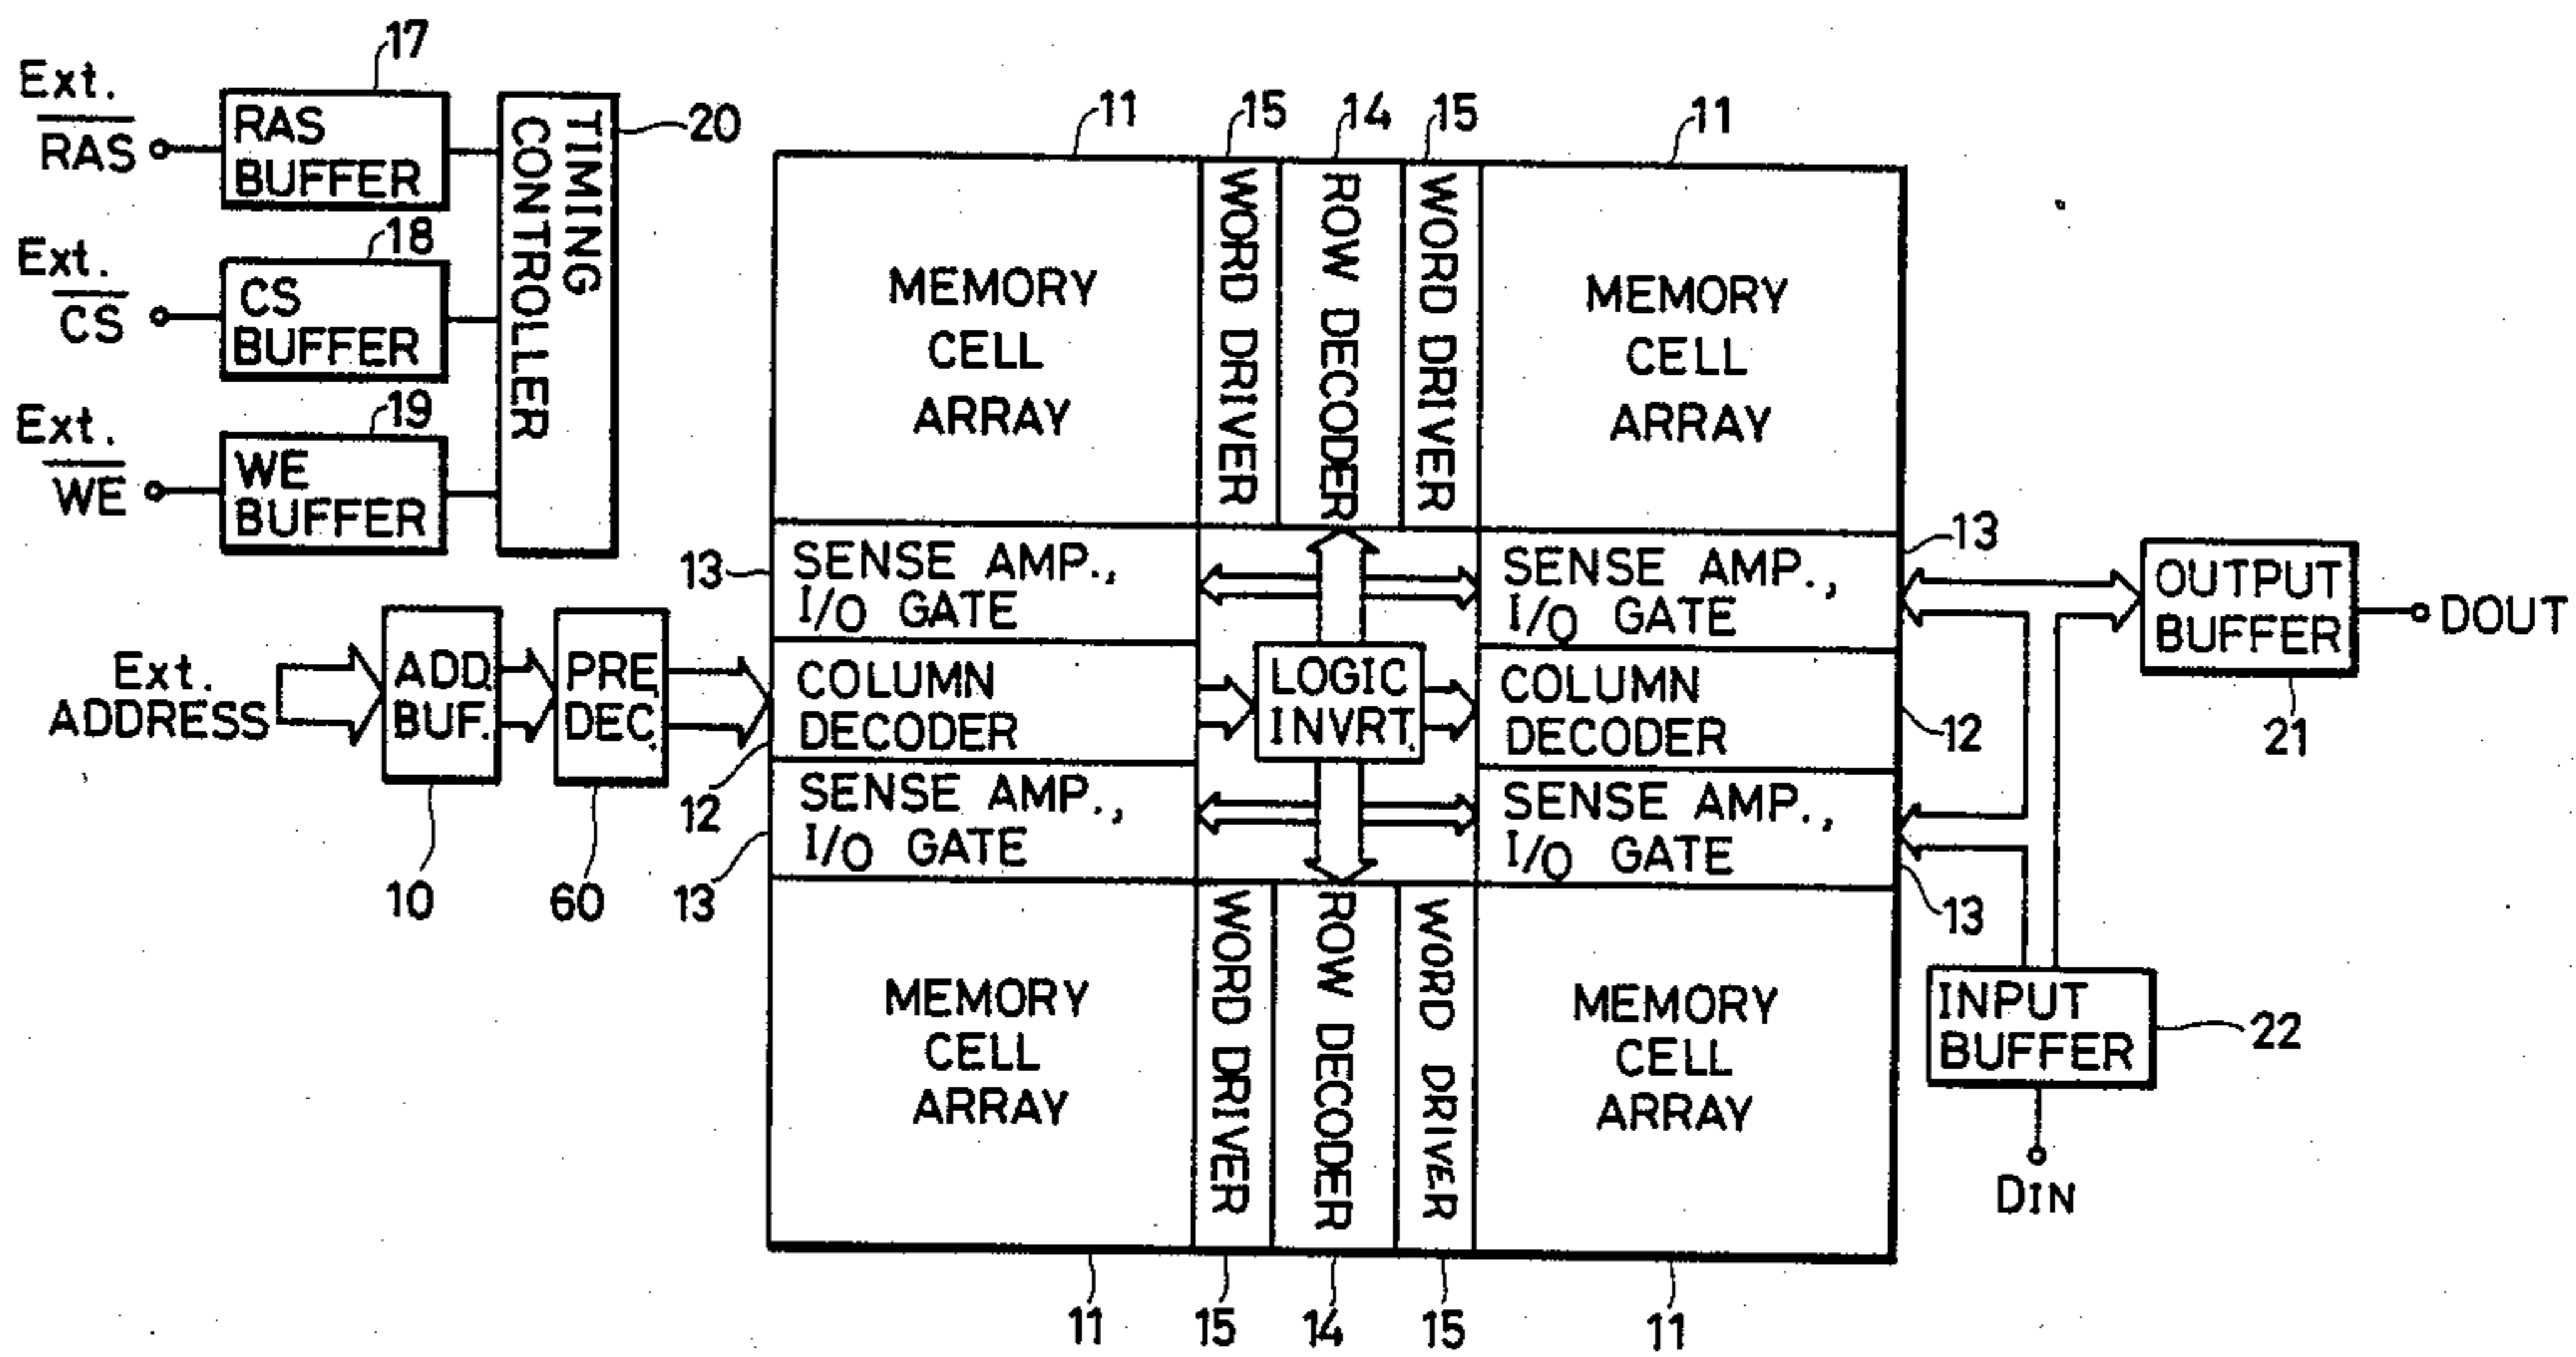 17
Ext.
RAS
RAS
BUFFER
TIMING
CONTROLLER
20
18
Ext.
CS
CS
BUFFER
19
Ext.
WE
WE
BUFFER
11
15
14
15
11
MEMORY
CELL
ARRAY
WORD DRIVER
ROW DECODER
WORD DRIVER
MEMORY
CELL
ARRAY
13
SENSE AMP.,
I/O GATE
SENSE AMP.,
I/O GATE
13
OUTPUT
BUFFER
DOUT
21
Ext.
ADDRESS
ADD.
BUF.
PRE.
DEC.
COLUMN
DECODER
LOGIC
INVRT.
COLUMN
DECODER
12
12
10
60
13
SENSE AMP.,
I/O GATE
SENSE AMP.,
I/O GATE
13
MEMORY
CELL
ARRAY
WORD DRIVER
ROW DECODER
WORD DRIVER
MEMORY
CELL
ARRAY
INPUT
BUFFER
22
DIN
11
15
14
15
11